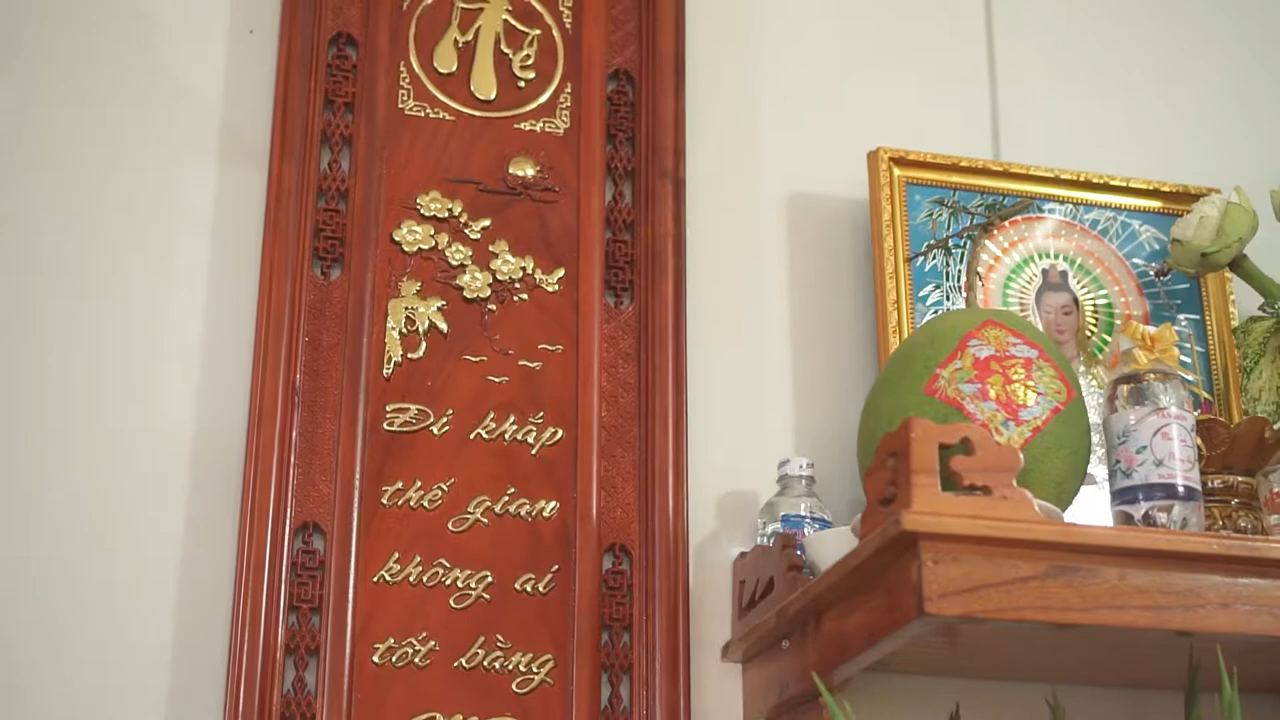 Mẹ
Đi khắp
thế gian
không ai
tốt bằng